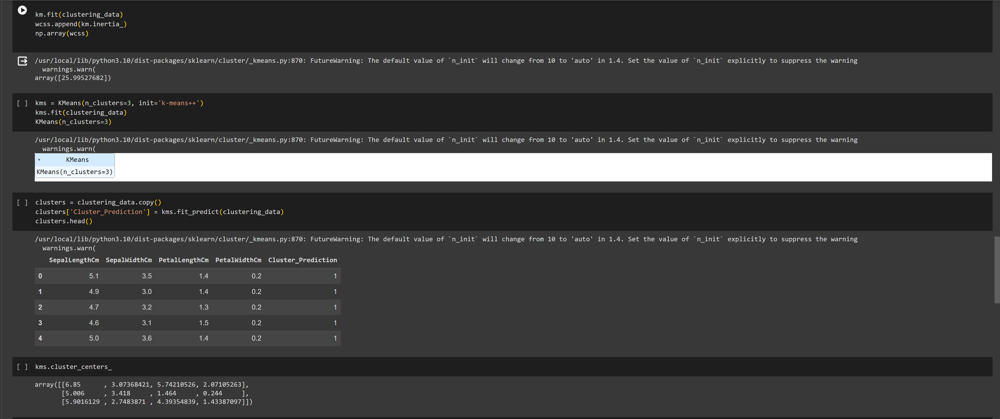 km.fit(clustering_data)
wcss.append(km.inertia_)
np.array(wcss)
/usr/local/lib/python3.10/dist-packages/sklearn/cluster/_kmeans.py:870: FutureWarning: The default value of `n_init` will change from 10 to 'auto' in 1.4. Set the value of `n_init` explicitly to suppress the warning
  warnings.warn(
array([25.99527682])
[ ] kms = KMeans(n_clusters=3, init='k-means++')
kms.fit(clustering_data)
KMeans(n_clusters=3)
/usr/local/lib/python3.10/dist-packages/sklearn/cluster/_kmeans.py:870: FutureWarning: The default value of `n_init` will change from 10 to 'auto' in 1.4. Set the value of `n_init` explicitly to suppress the warning
  warnings.warn(
KMeans
KMeans(n_clusters=3)
[ ] clusters = clustering_data.copy()
clusters['Cluster_Prediction'] = kms.fit_predict(clustering_data)
clusters.head()
/usr/local/lib/python3.10/dist-packages/sklearn/cluster/_kmeans.py:870: FutureWarning: The default value of `n_init` will change from 10 to 'auto' in 1.4. Set the value of `n_init` explicitly to suppress the warning
  warnings.warn(
SepalLengthCm SepalWidthCm PetalLengthCm PetalWidthCm Cluster_Prediction
0 5.1 3.5 1.4 0.2 1
1 4.9 3.0 1.4 0.2 1
2 4.7 3.2 1.3 0.2 1
3 4.6 3.1 1.5 0.2 1
4 5.0 3.6 1.4 0.2 1
[ ] kms.cluster_centers_
array([[6.85      , 3.07368421, 5.74210526, 2.07105263],
       [5.006     , 3.418     , 1.464     , 0.244     ],
       [5.9016129 , 2.7483871 , 4.39354839, 1.43387097]])